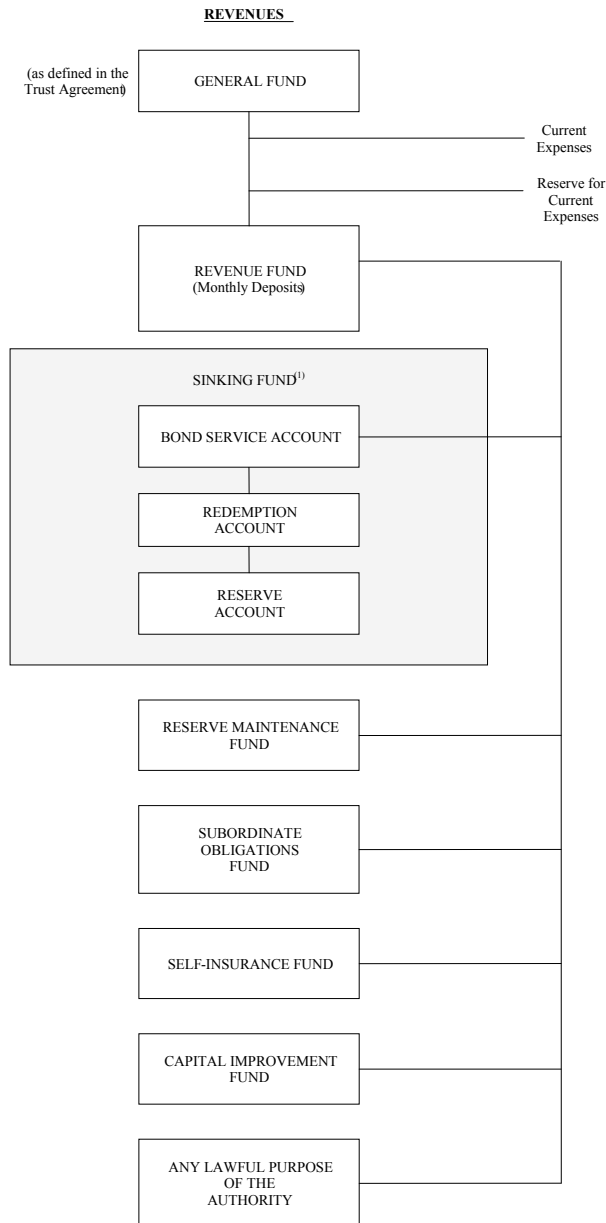 REVENUES
(as defined in the
Trust Agreement)
GENERAL FUND
Current
Expenses
Reserve for
Current
Expenses
REVENUE FUND
(Monthly Deposits)
SINKING FUND(1)
BOND SERVICE ACCOUNT
REDEMPTION
ACCOUNT
RESERVE
ACCOUNT
RESERVE MAINTENANCE
FUND
SUBORDINATE
OBLIGATIONS
FUND
SELF-INSURANCE FUND
CAPITAL IMPROVEMENT
FUND
ANY LAWFUL PURPOSE
OF THE
AUTHORITY